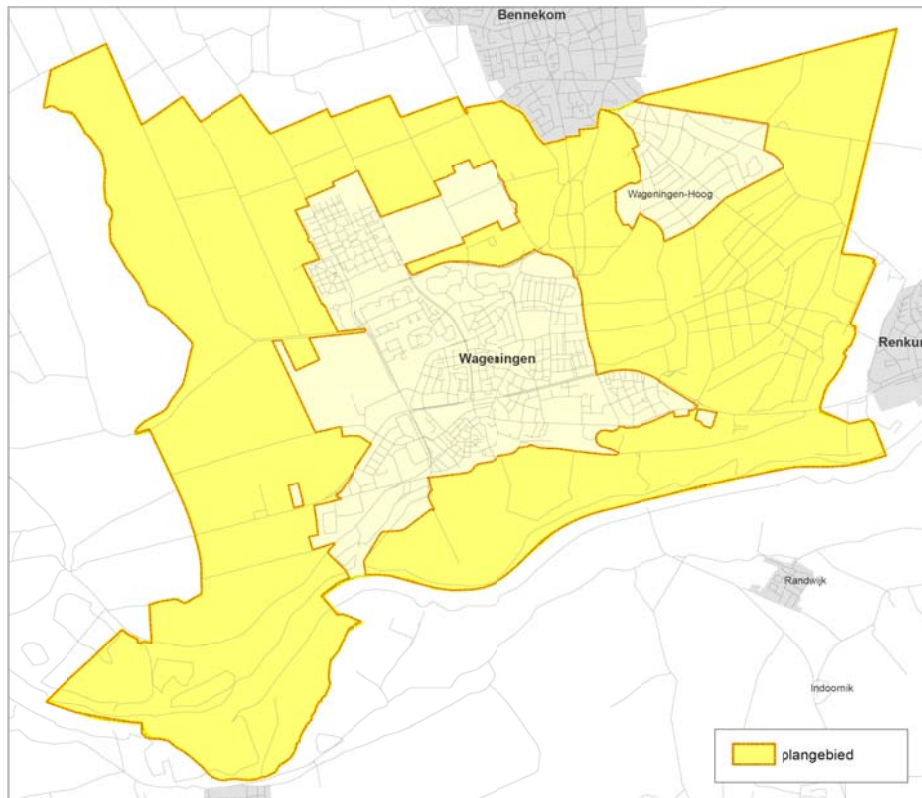 Bennekom
Wageningen-Hoog
Renku
Wageningen
Randwijk
Indoornik
plangebied